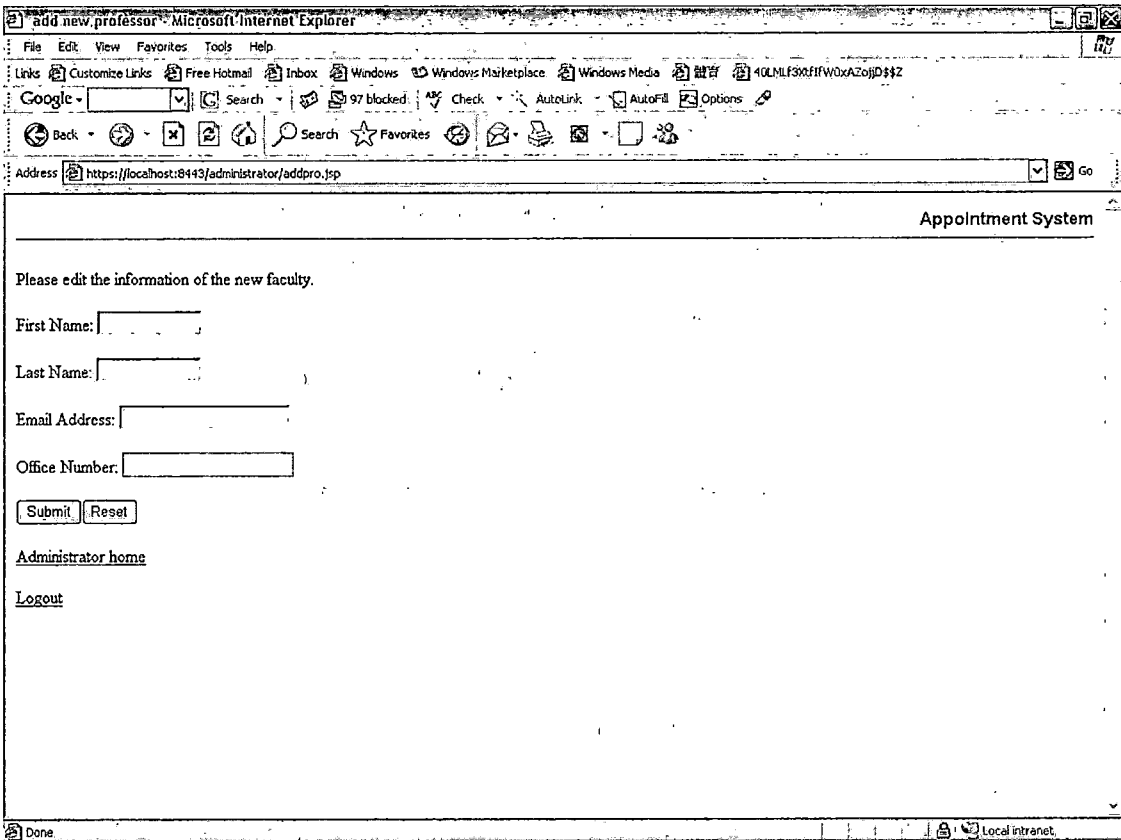 add new professor - Microsoft Internet Explorer
File Edit View Favorites Tools Help
Links Customize Links Free Hotmail Inbox Windows Windows Marketplace Windows Media
Google Search 97 blocked Check AutoLink AutoFill Options
Back Search Favorites
Address https://localhost:8443/administrator/addpro.jsp Go
Appointment System
Please edit the information of the new faculty.
First Name:
Last Name:
Email Address:
Office Number:
Submit Reset
Administrator home
Logout
Done Local intranet